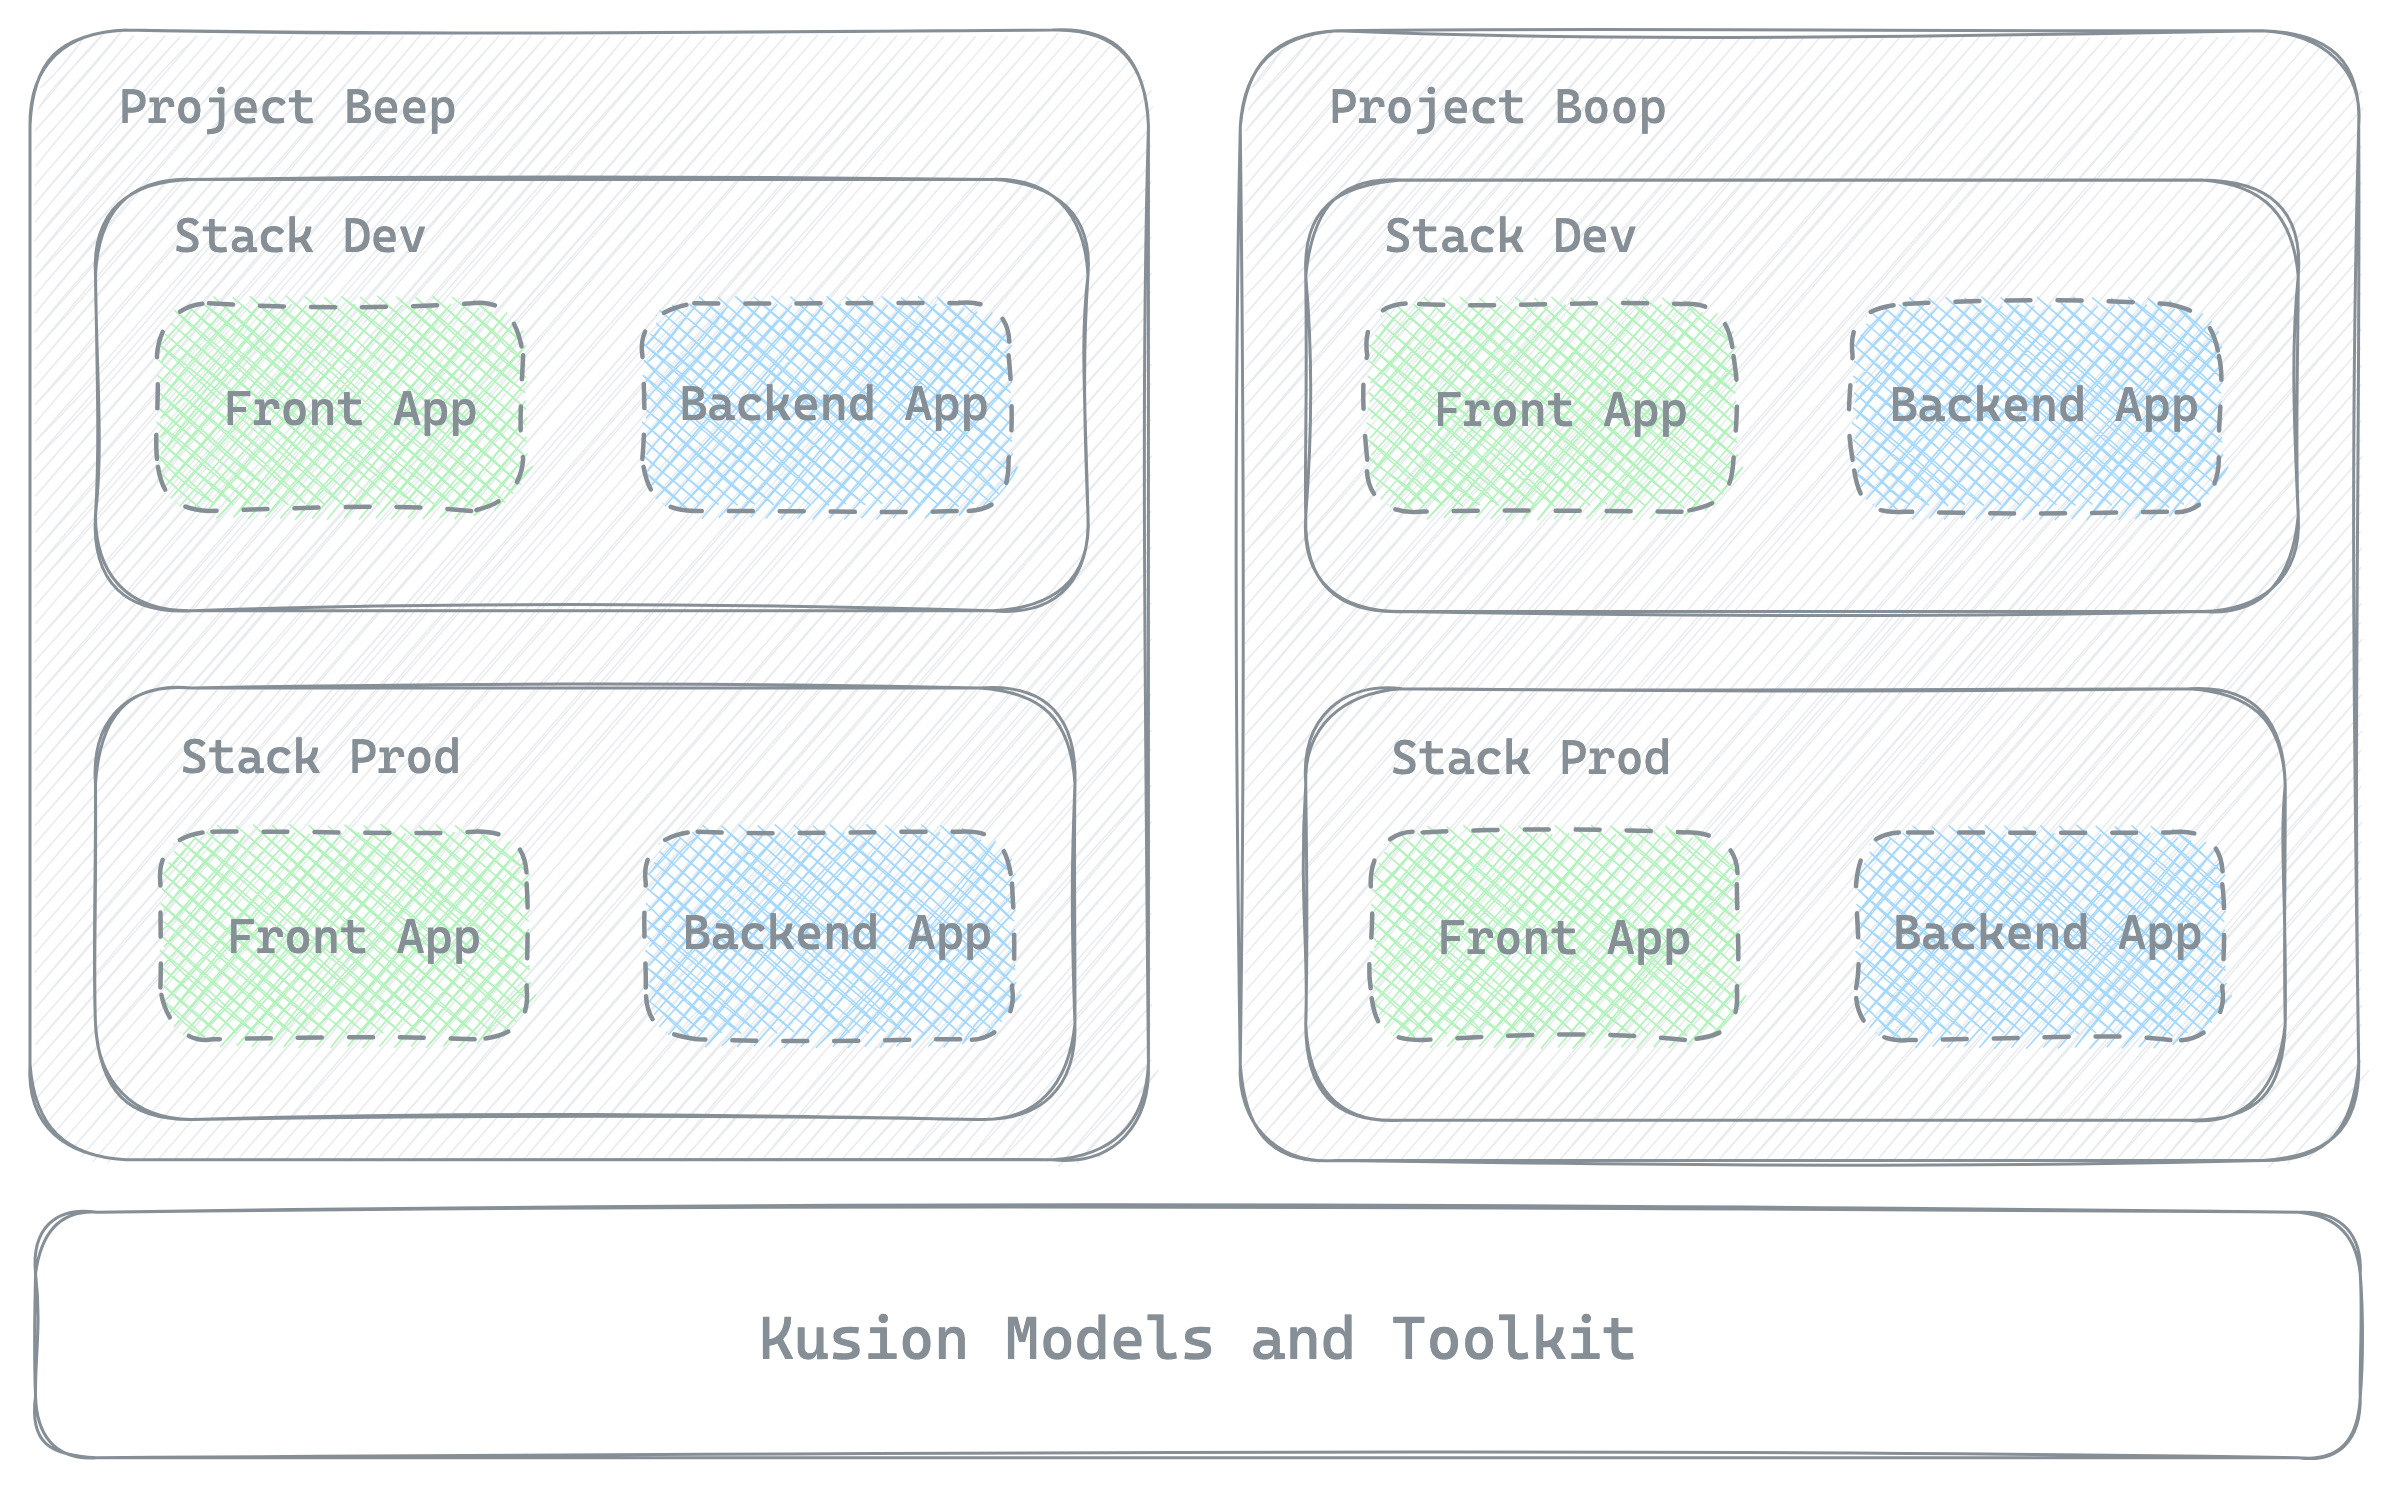 Project Beep
Stack Dev
Front App
Backend App
Stack Prod
Front App
Backend App
Project Boop
Stack Dev
Front App
Backend App
Stack Prod
Front App
Backend App
Kusion Models and Toolkit